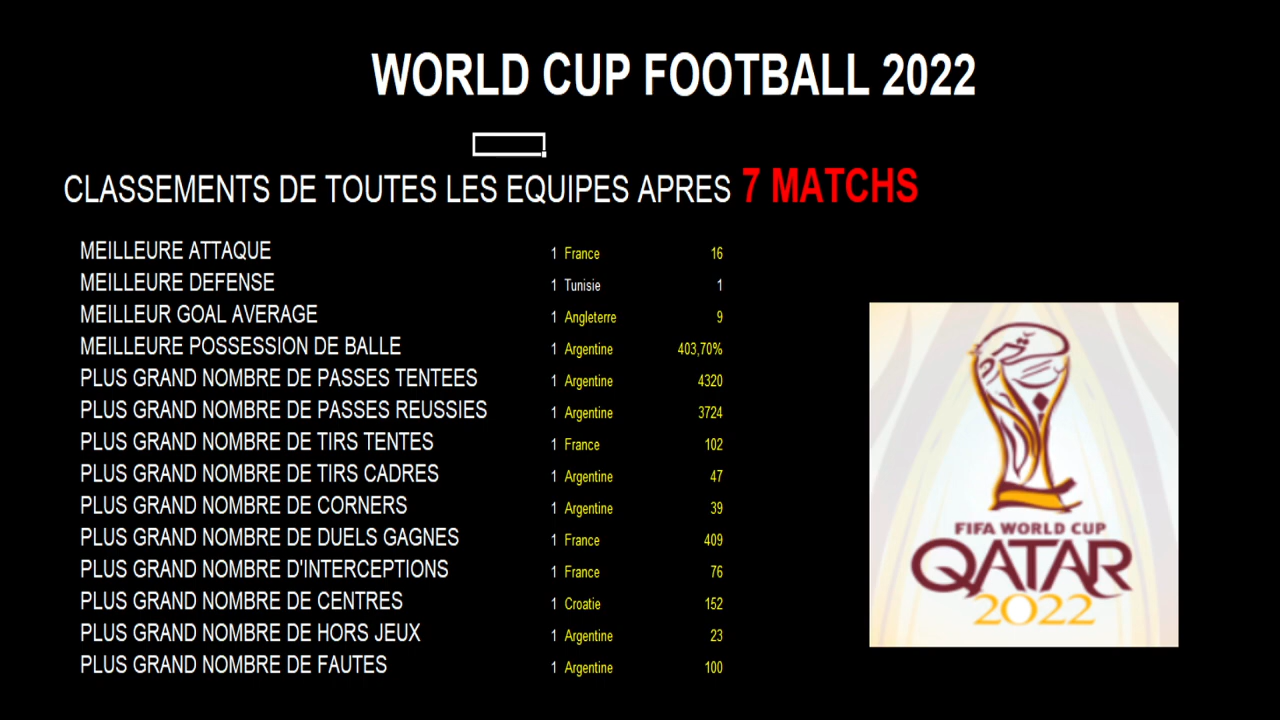 WORLD CUP FOOTBALL 2022
CLASSEMENTS DE TOUTES LES EQUIPES APRES 7 MATCHS
MEILLEURE ATTAQUE 1 France 16
MEILLEURE DEFENSE 1 Tunisie 1
MEILLEUR GOAL AVERAGE 1 Angleterre 9
MEILLEURE POSSESSION DE BALLE 1 Argentine 403,70%
PLUS GRAND NOMBRE DE PASSES TENTEES 1 Argentine 4320
PLUS GRAND NOMBRE DE PASSES REUSSIES 1 Argentine 3724
PLUS GRAND NOMBRE DE TIRS TENTES 1 France 102
PLUS GRAND NOMBRE DE TIRS CADRES 1 Argentine 47
PLUS GRAND NOMBRE DE CORNERS 1 Argentine 39
PLUS GRAND NOMBRE DE DUELS GAGNES 1 France 409
PLUS GRAND NOMBRE D'INTERCEPTIONS 1 France 76
PLUS GRAND NOMBRE DE CENTRES 1 Croatie 152
PLUS GRAND NOMBRE DE HORS JEUX 1 Argentine 23
PLUS GRAND NOMBRE DE FAUTES 1 Argentine 100
FIFA WORLD CUP
QATAR
2022